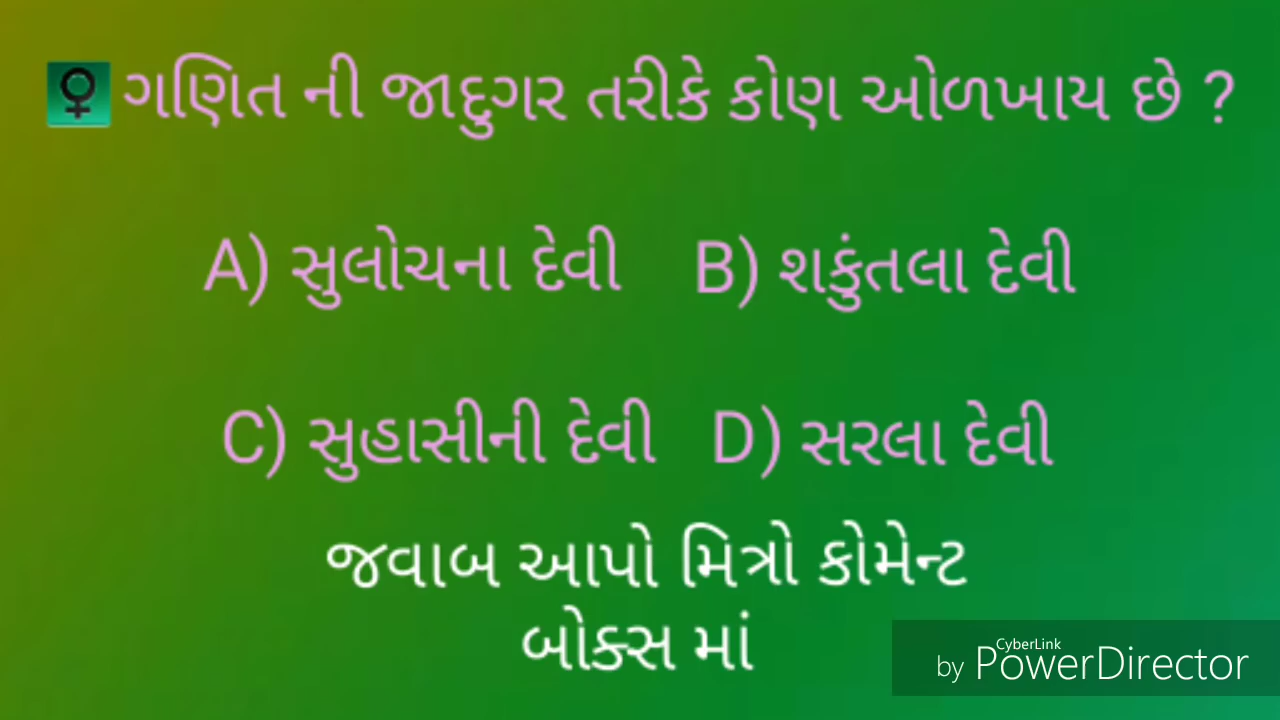 ♀ ગણિત ની જાદુગર તરીકે કોણ ઓળખાય છે ?
A) સુલોચના દેવી B) શકુંતલા દેવી
C) સુહાસીની દેવી D) સરલા દેવી
જવાબ આપો મિત્રો કોમેન્ટ
બોક્સ માં
CyberLink
by PowerDirector